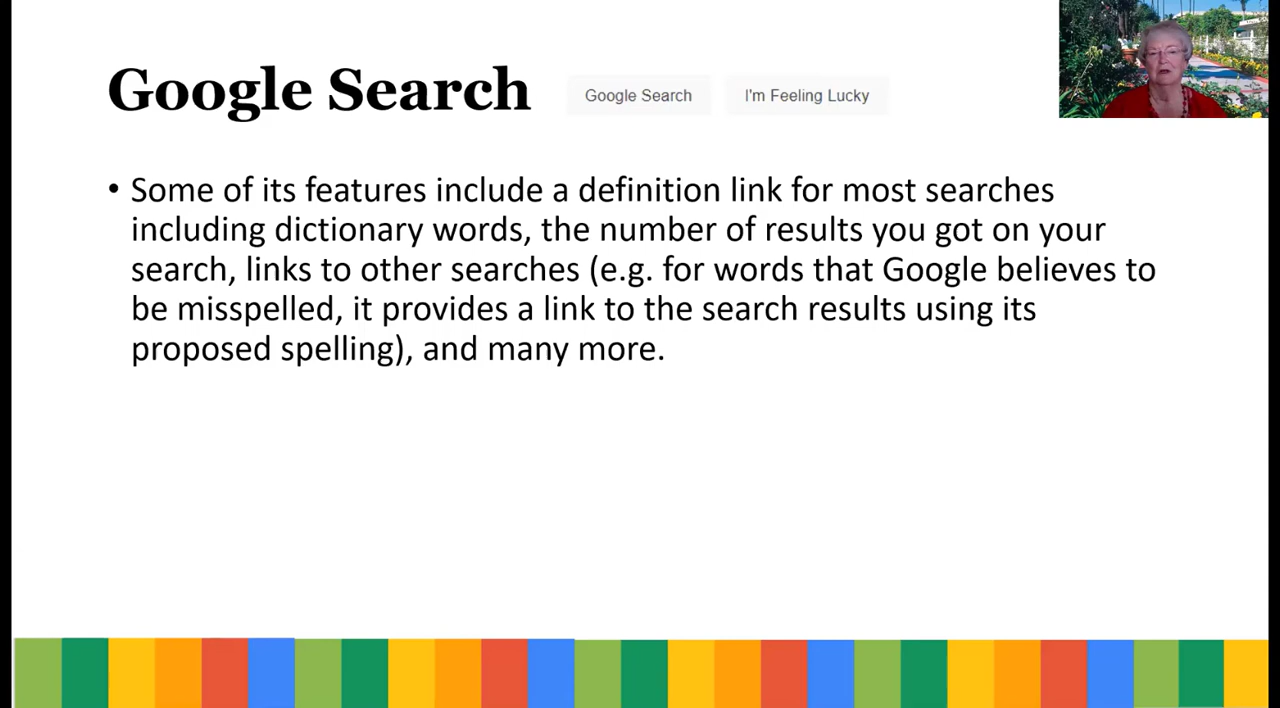 Google Search
Google Search
I'm Feeling Lucky
• Some of its features include a definition link for most searches
including dictionary words, the number of results you got on your
search, links to other searches (e.g. for words that Google believes to
be misspelled, it provides a link to the search results using its
proposed spelling), and many more.